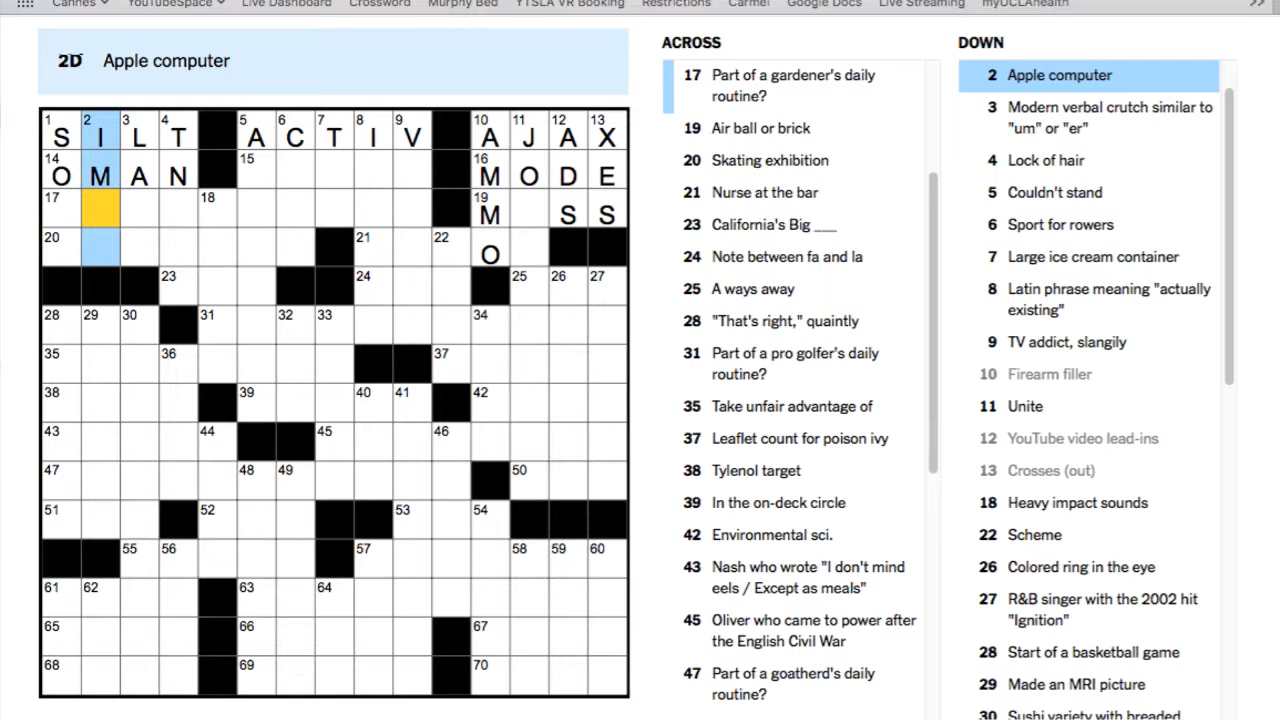 Cannes YouTubeSpace Live Dashboard Crossword Murphy Bed YTSLA VR Booking Restrictions Carmel Google Docs Live Streaming myUCLAhealth >>
2D Apple computer
1 2 3 4 5 6 7 8 9 10 11 12 13
S I L T A C T I V A J A X
14 15 16
O M A N M O D E
17 18 19
M S S
20 21 22
O
23 24 25 26 27
28 29 30 31 32 33 34
35 36 37
38 39 40 41 42
43 44 45 46
47 48 49 50
51 52 53 54
55 56 57 58 59 60
61 62 63 64
65 66 67
68 69 70
ACROSS
17 Part of a gardener's daily
routine?
19 Air ball or brick
20 Skating exhibition
21 Nurse at the bar
23 California's Big ___
24 Note between fa and la
25 A ways away
28 "That's right," quaintly
31 Part of a pro golfer's daily
routine?
35 Take unfair advantage of
37 Leaflet count for poison ivy
38 Tylenol target
39 In the on-deck circle
42 Environmental sci.
43 Nash who wrote "I don't mind
eels / Except as meals"
45 Oliver who came to power after
the English Civil War
47 Part of a goatherd's daily
routine?
DOWN
2 Apple computer
3 Modern verbal crutch similar to
"um" or "er"
4 Lock of hair
5 Couldn't stand
6 Sport for rowers
7 Large ice cream container
8 Latin phrase meaning "actually
existing"
9 TV addict, slangily
10 Firearm filler
11 Unite
12 YouTube video lead-ins
13 Crosses (out)
18 Heavy impact sounds
22 Scheme
26 Colored ring in the eye
27 R&B singer with the 2002 hit
"Ignition"
28 Start of a basketball game
29 Made an MRI picture
30 Sushi variety with breaded